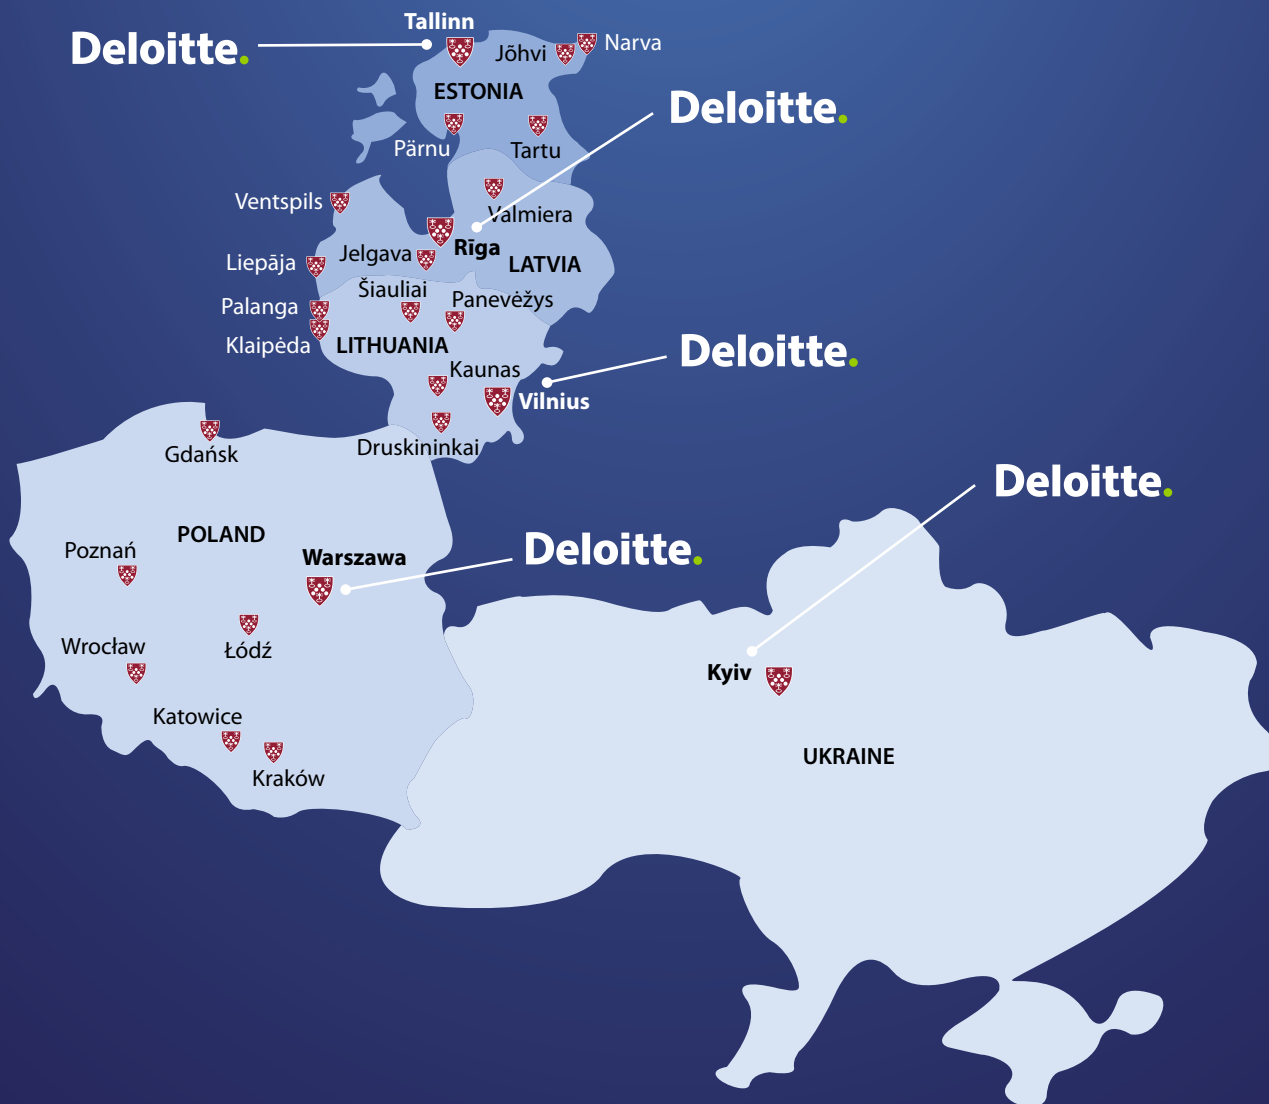 Tallinn
Deloitte.
Jõhvi
Narva
ESTONIA
Deloitte.
Pärnu
Tartu
Ventspils
Valmiera
Rīga
Jelgava
Liepāja
LATVIA
Šiauliai
Panevėžys
Palanga
Klaipėda
LITHUANIA
Deloitte.
Kaunas
Vilnius
Druskininkai
Gdańsk
Deloitte.
POLAND
Poznań
Warszawa
Deloitte.
Wrocław
Łódź
Kyiv
Katowice
UKRAINE
Kraków